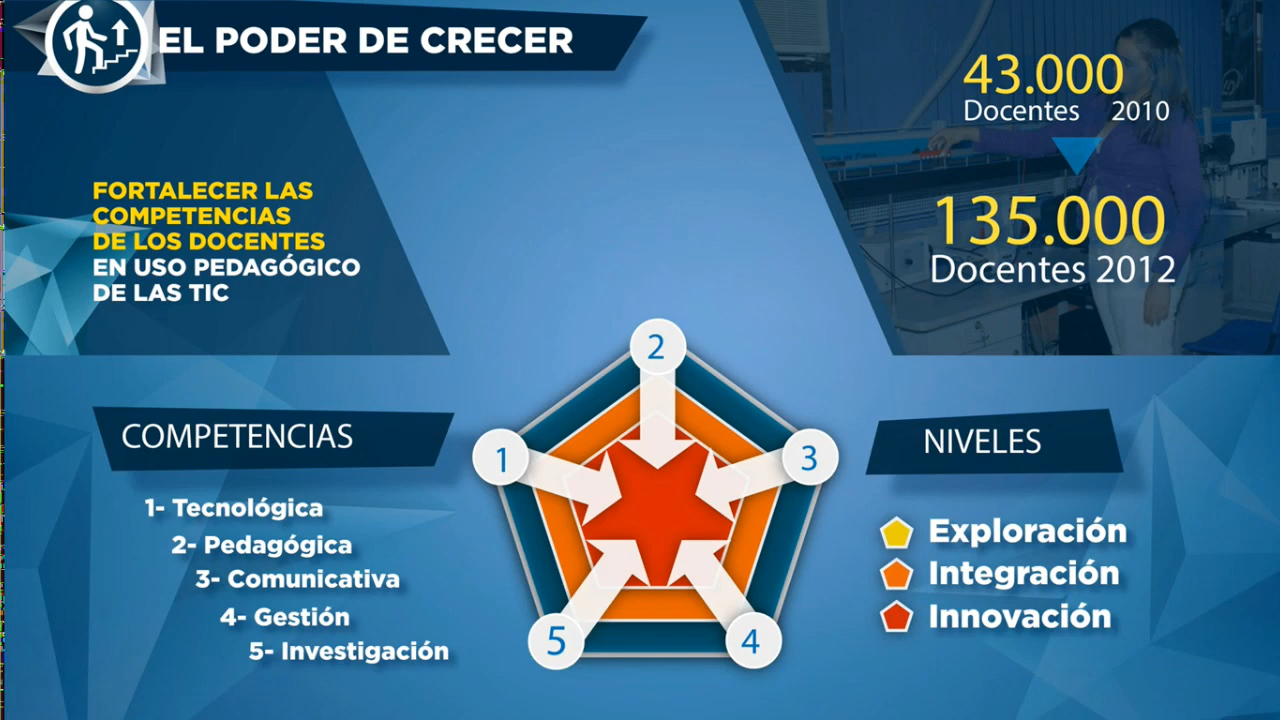 EL PODER DE CRECER
43.000
Docentes 2010
135.000
Docentes 2012
FORTALECER LAS
COMPETENCIAS
DE LOS DOCENTES
EN USO PEDAGÓGICO
DE LAS TIC
COMPETENCIAS
1- Tecnológica
2- Pedagógica
3- Comunicativa
4- Gestión
5- Investigación
2
1
3
5
4
NIVELES
Exploración
Integración
Innovación